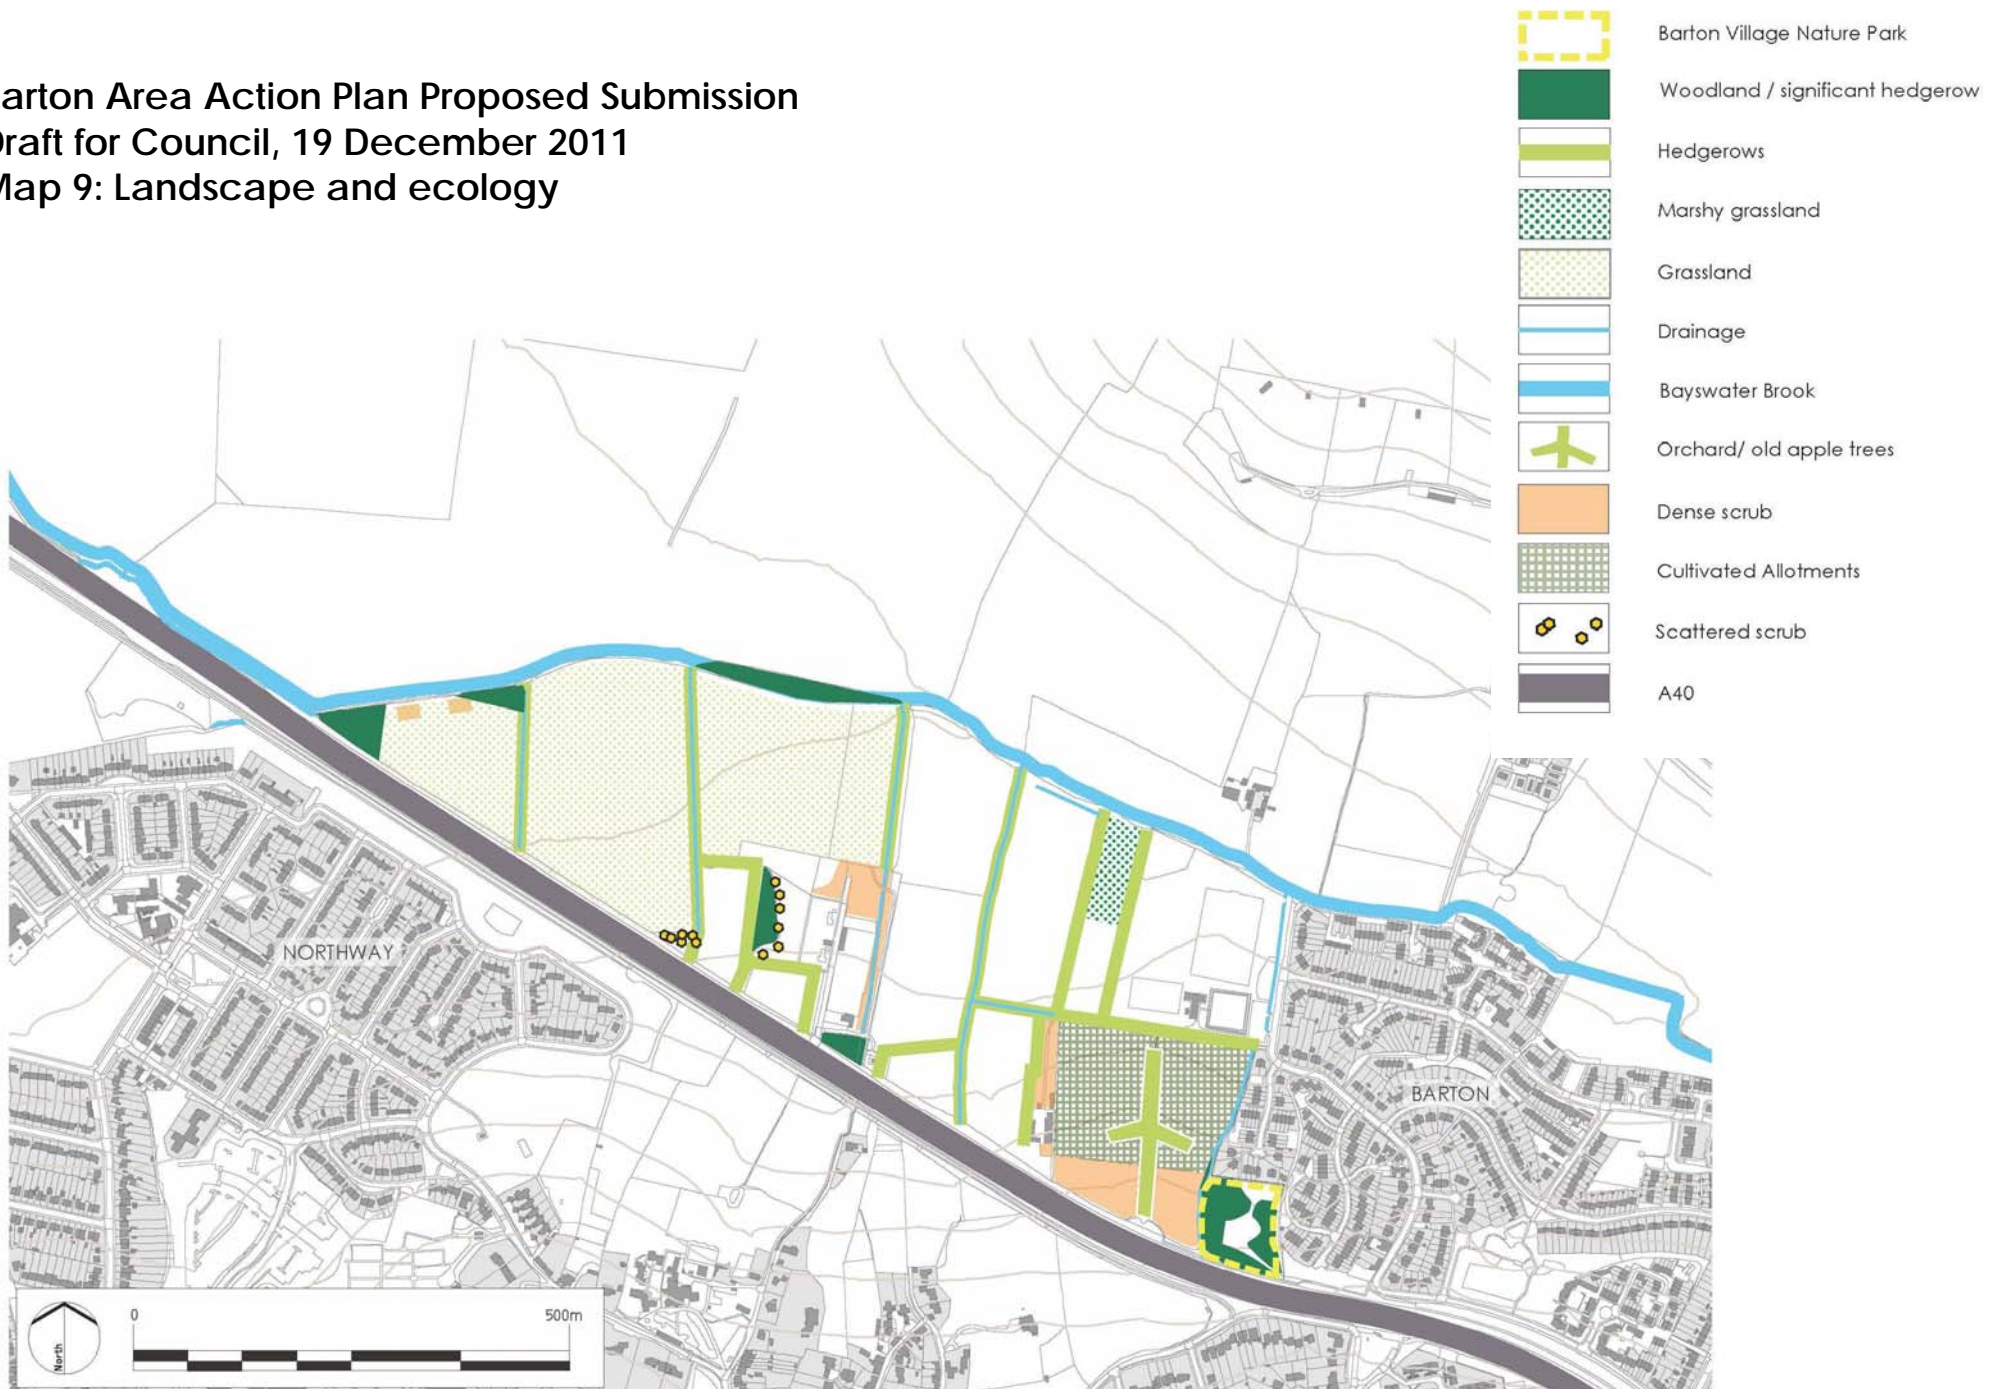 arton Area Action Plan Proposed Submission
raft for Council, 19 December 2011
Map 9: Landscape and ecology
Barton Village Nature Park
Woodland / significant hedgerow
Hedgerows
Marshy grassland
Grassland
Drainage
Bayswater Brook
Orchard/ old apple trees
Dense scrub
Cultivated Allotments
Scattered scrub
A40
NORTHWAY
BARTON
North
0
500m